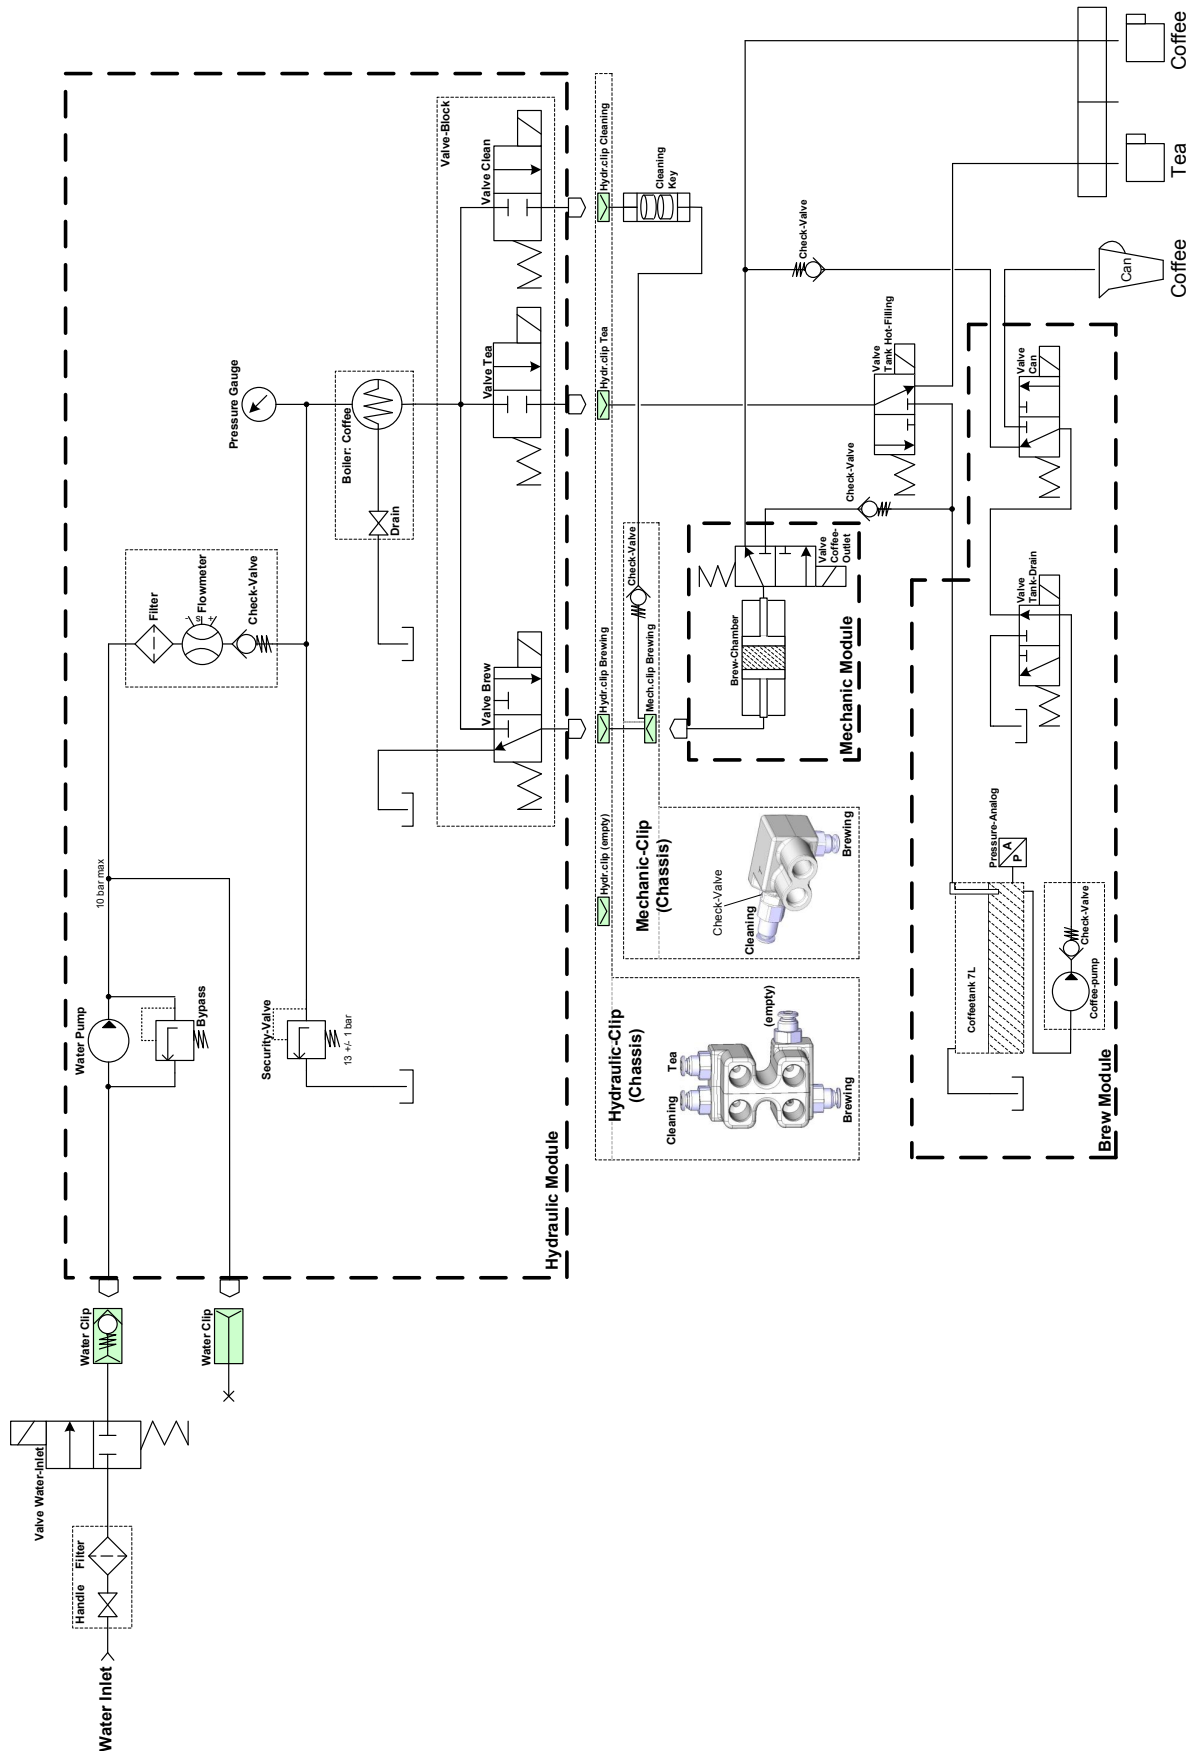 Water Inlet
Handle
Filter
Valve Water-Inlet
Water Clip
Water Clip
Hydraulic Module
Water Pump
Bypass
10 bar max
Security-Valve
13 +/- 1 bar
Filter
Flowmeter
- S +
Check-Valve
Pressure Gauge
Boiler: Coffee
Drain
Valve-Block
Valve Brew
Valve Tea
Valve Clean
Hydr.clip (empty)
Hydr.clip Brewing
Hydr.clip Tea
Hydr.clip Cleaning
Cleaning
Key
Mech.clip Brewing
Check-Valve
Hydraulic-Clip
(Chassis)
Cleaning
Tea
(empty)
Brewing
Mechanic-Clip
(Chassis)
Check-Valve
Cleaning
Brewing
Mechanic Module
Brew-Chamber
Valve
Coffee-
Outlet
Check-Valve
Valve
Tank Hot-Filling
Check-Valve
Brew Module
Coffeetank 7L
Pressure-Analog
P
A
Coffee-pump
Check-Valve
Valve
Tank-Drain
Valve
Can
Can
Coffee
Tea
Coffee